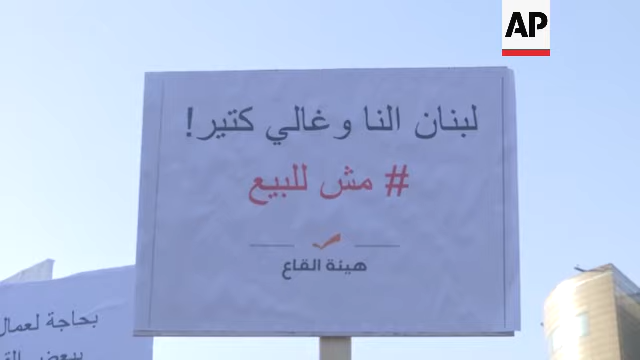 AP
لبنان النا وغالي كتير!
# مش للبيع
هيئة القاع
بحاجة لعمال